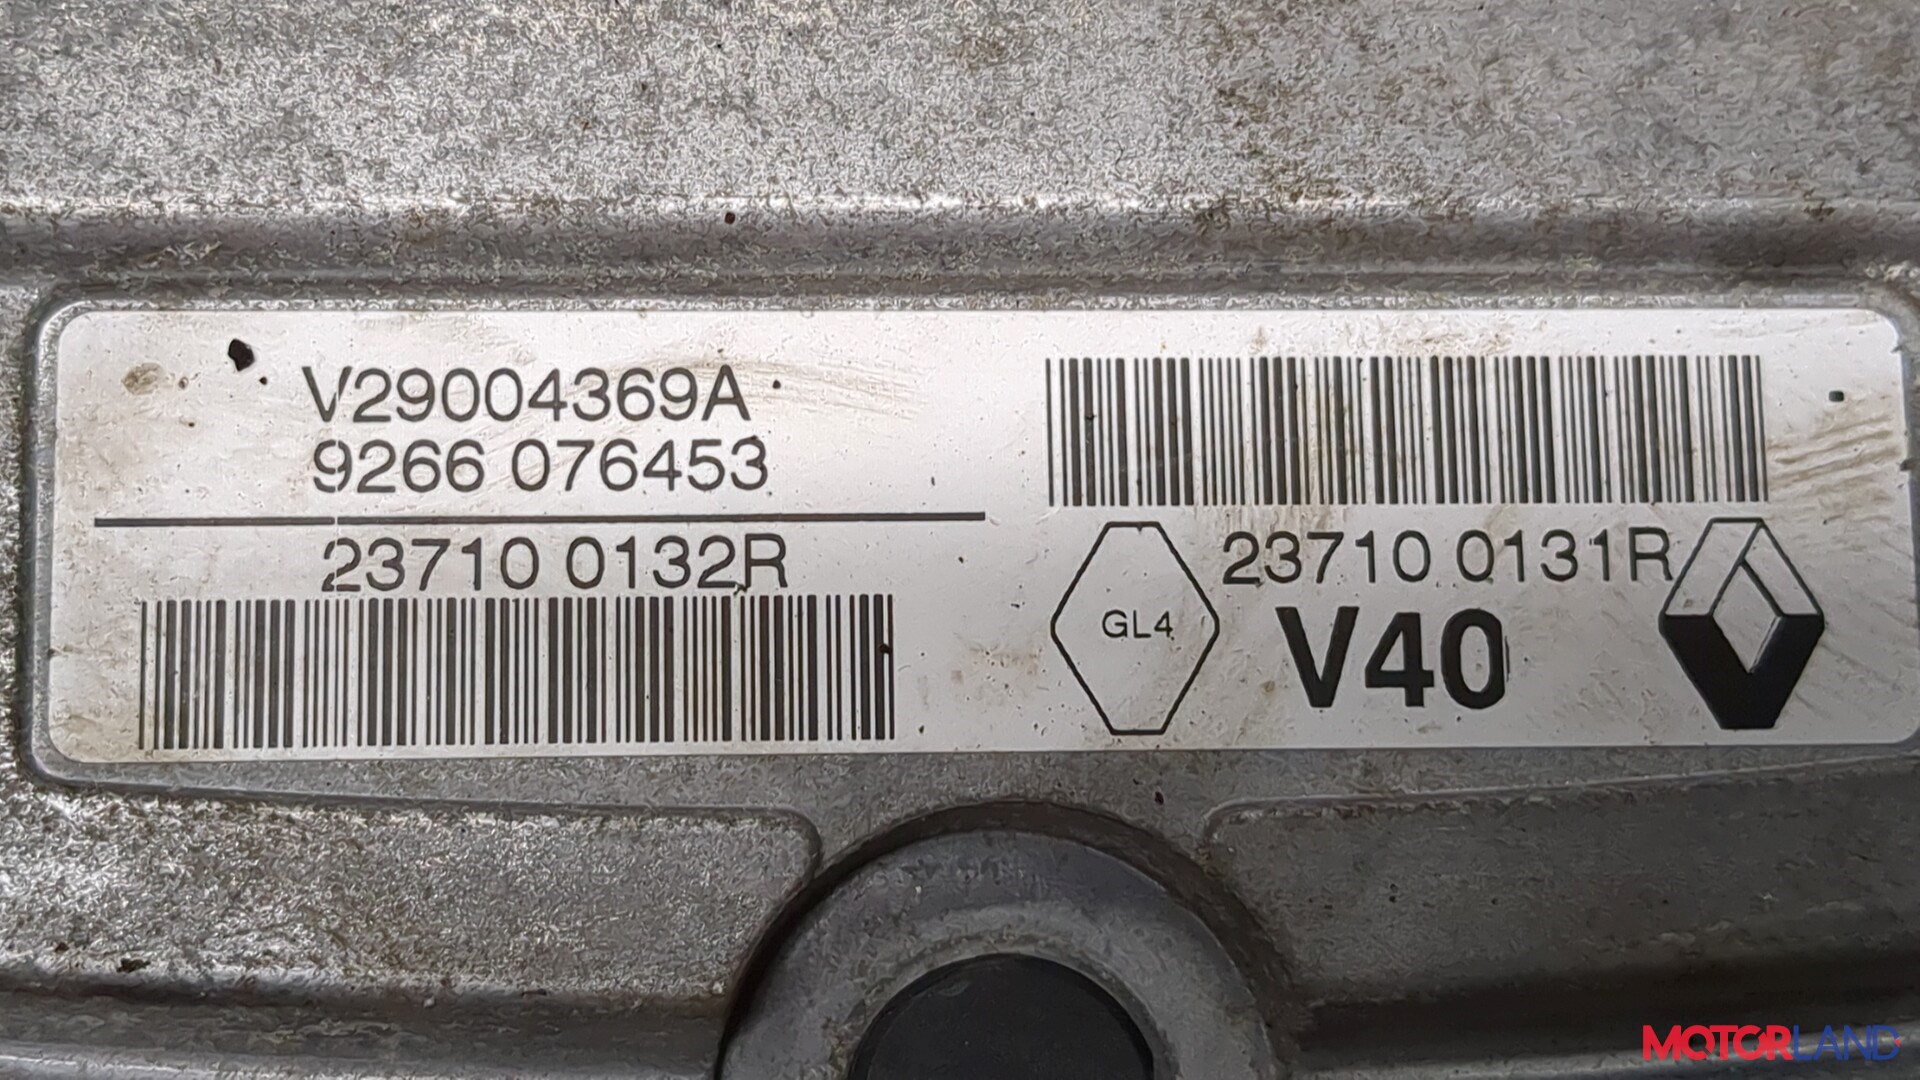 V29004369A
9266 076453
23710 0132R
23710 0131R
GL4
V40
MOTORLAND